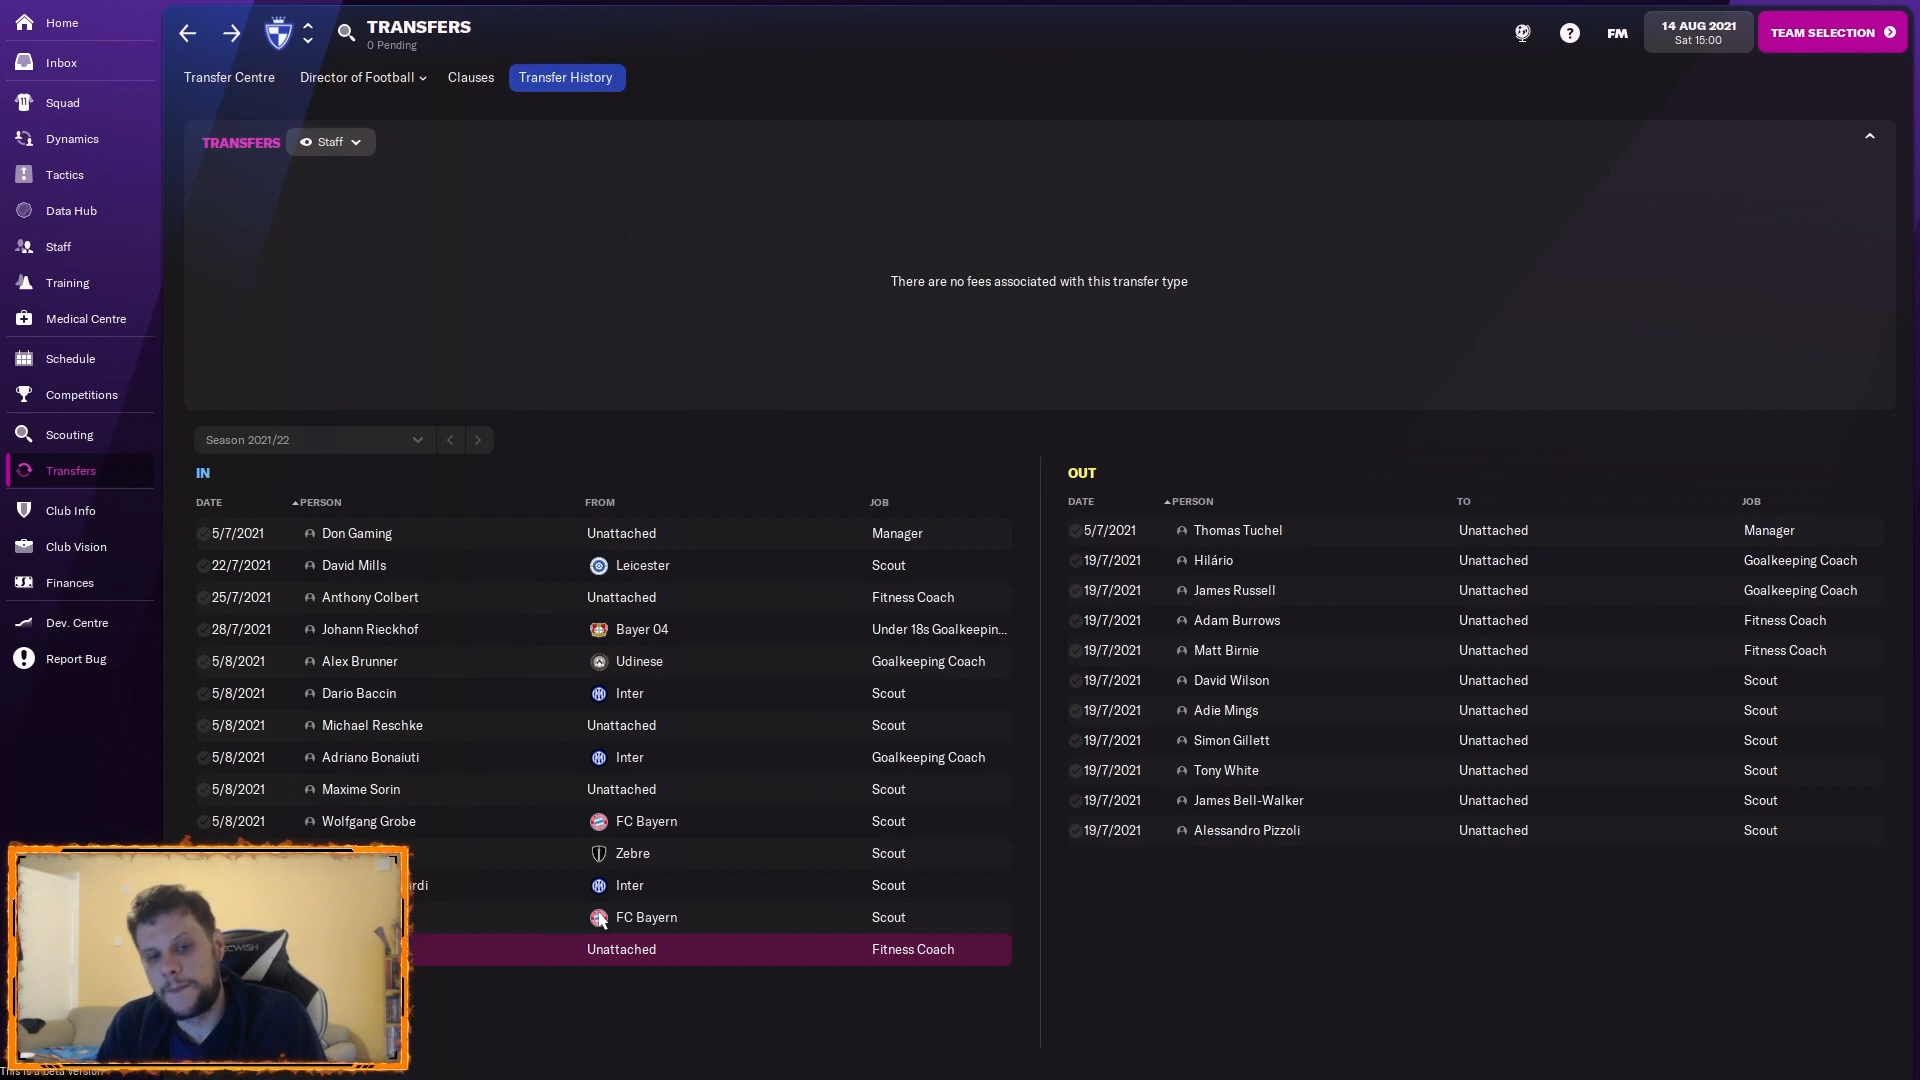 Home
Inbox
Squad
Dynamics
Tactics
Data Hub
Staff
Training
Medical Centre
Schedule
Competitions
Scouting
Transfers
Club Info
Club Vision
Finances
Dev. Centre
Report Bug
TRANSFERS
0 Pending
FM
14 AUG 2021
Sat 15:00
TEAM SELECTION
Transfer Centre Director of Football Clauses Transfer History
TRANSFERS Staff
There are no fees associated with this transfer type
Season 2021/22
IN
DATE PERSON FROM JOB
5/7/2021 Don Gaming Unattached Manager
22/7/2021 David Mills Leicester Scout
25/7/2021 Anthony Colbert Unattached Fitness Coach
28/7/2021 Johann Rieckhof Bayer 04 Under 18s Goalkeepin...
5/8/2021 Alex Brunner Udinese Goalkeeping Coach
5/8/2021 Dario Baccin Inter Scout
5/8/2021 Michael Reschke Unattached Scout
5/8/2021 Adriano Bonaiuti Inter Goalkeeping Coach
5/8/2021 Maxime Sorin Unattached Scout
5/8/2021 Wolfgang Grobe FC Bayern Scout
Zebre Scout
rdi Inter Scout
FC Bayern Scout
Unattached Fitness Coach
OUT
DATE PERSON TO JOB
5/7/2021 Thomas Tuchel Unattached Manager
19/7/2021 Hilário Unattached Goalkeeping Coach
19/7/2021 James Russell Unattached Goalkeeping Coach
19/7/2021 Adam Burrows Unattached Fitness Coach
19/7/2021 Matt Birnie Unattached Fitness Coach
19/7/2021 David Wilson Unattached Scout
19/7/2021 Adie Mings Unattached Scout
19/7/2021 Simon Gillett Unattached Scout
19/7/2021 Tony White Unattached Scout
19/7/2021 James Bell-Walker Unattached Scout
19/7/2021 Alessandro Pizzoli Unattached Scout
This is a beta version